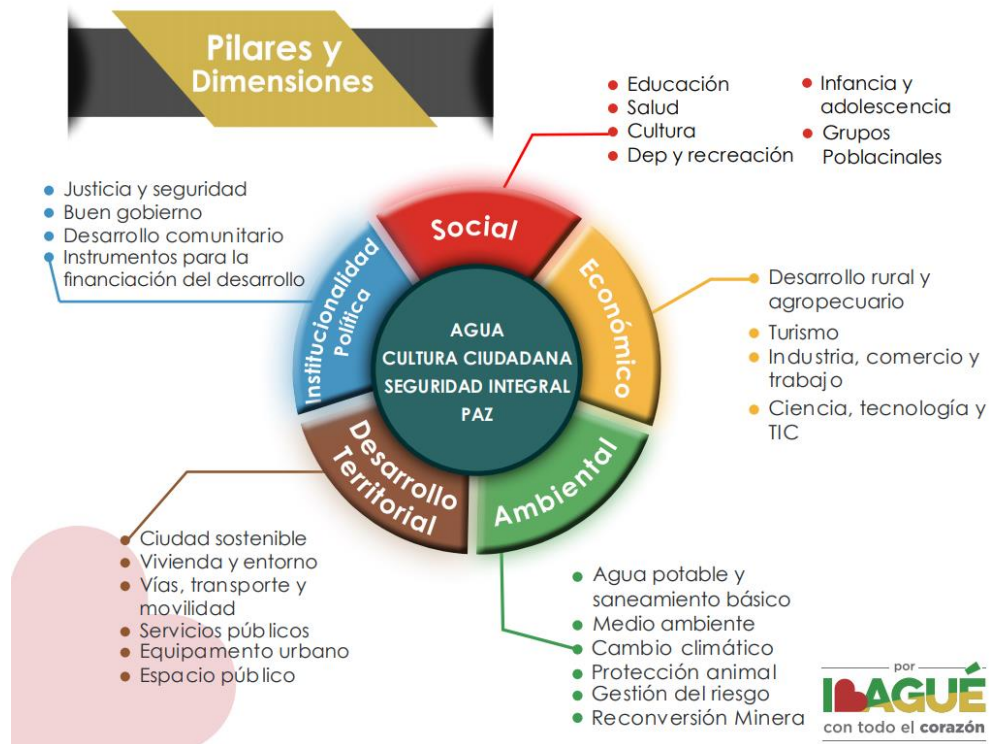 Pilares y
Dimensiones
Educación
Salud
Cultura
Dep y recreación
Infancia y
adolescencia
Grupos
Poblacinales
Justicia y seguridad
Buen gobierno
Desarrollo comunitario
Instrumentos para la
financiación del desarrollo
Social
Económico
Ambiental
Desarrollo
Territorial
Institucionalidad
Política
AGUA
CULTURA CIUDADANA
SEGURIDAD INTEGRAL
PAZ
Desarrollo rural y
agropecuario
Turismo
Industria, comercio y
trabajo
Ciencia, tecnología y
TIC
Ciudad sostenible
Vivienda y entorno
Vías, transporte y
movilidad
Servicios públicos
Equipamento urbano
Espacio público
Agua potable y
saneamiento básico
Medio ambiente
Cambio climático
Protección animal
Gestión del riesgo
Reconversión Minera
por
IBAGUÉ
con todo el corazón